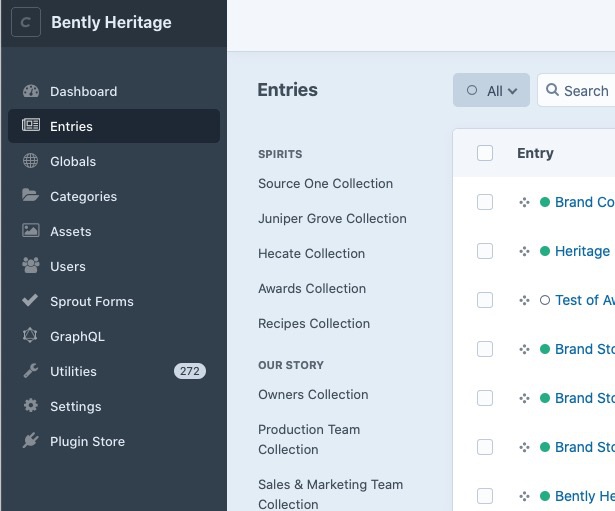 C Bently Heritage
Dashboard
Entries
Globals
Categories
Assets
Users
Sprout Forms
GraphQL
Utilities 272
Settings
Plugin Store
Entries
All
Search
SPIRITS
Source One Collection
Juniper Grove Collection
Hecate Collection
Awards Collection
Recipes Collection
OUR STORY
Owners Collection
Production Team
Collection
Sales & Marketing Team
Collection
Entry
Brand Co
Heritage
Test of Aw
Brand Sto
Brand Sto
Brand Sto
Bently He